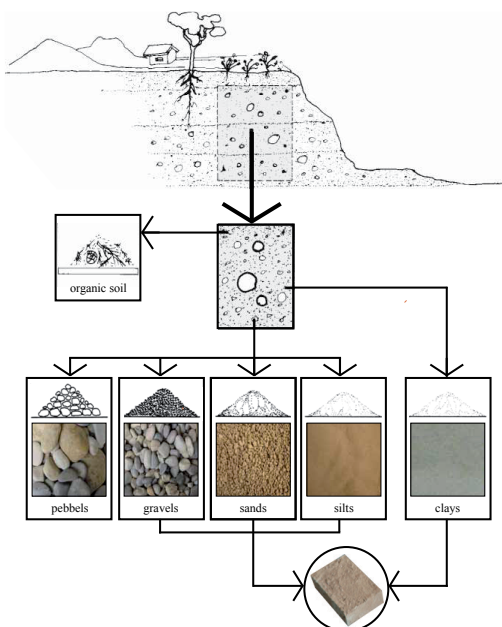 organic soil
pebbels
gravels
sands
silts
clays